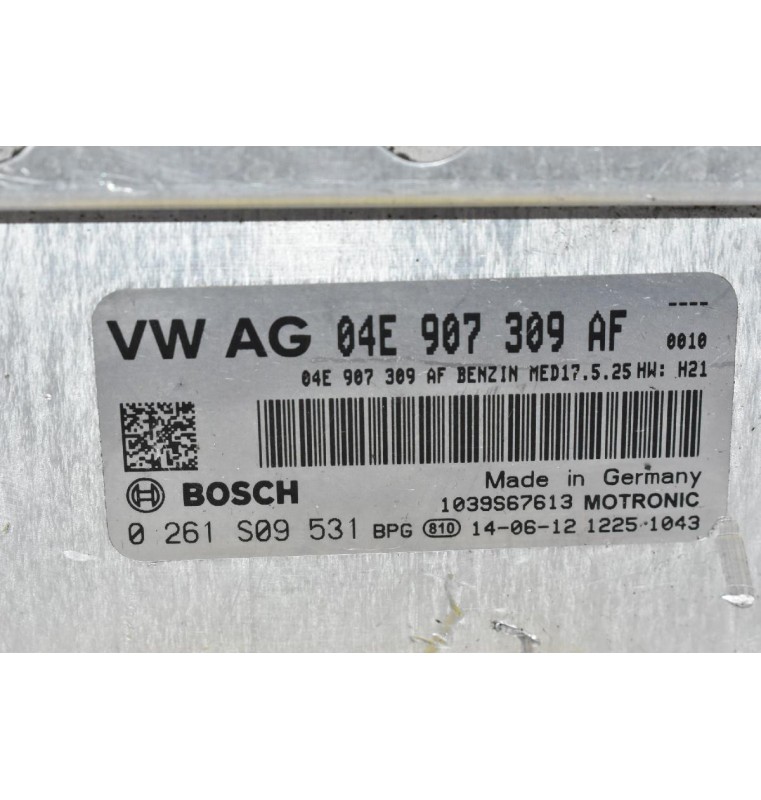 ----
VW AG 04E 907 309 AF 0010
04E 907 309 AF BENZIN MED17.5.25 HW: H21
Made in Germany
BOSCH 1039S67613 MOTRONIC
0 261 S09 531 BPG 810 14-06-12 1225 1043